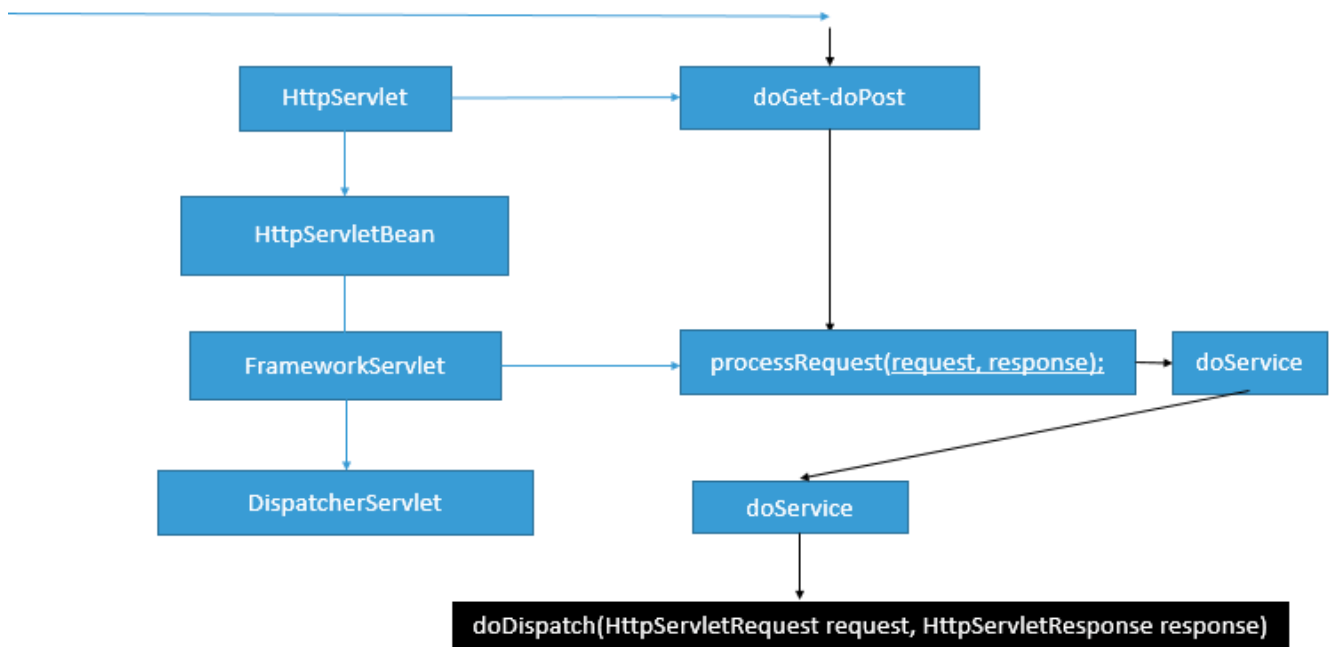 HttpServlet
doGet-doPost
HttpServletBean
FrameworkServlet
processRequest(request, response);
doService
DispatcherServlet
doService
doDispatch(HttpServletRequest request, HttpServletResponse response)